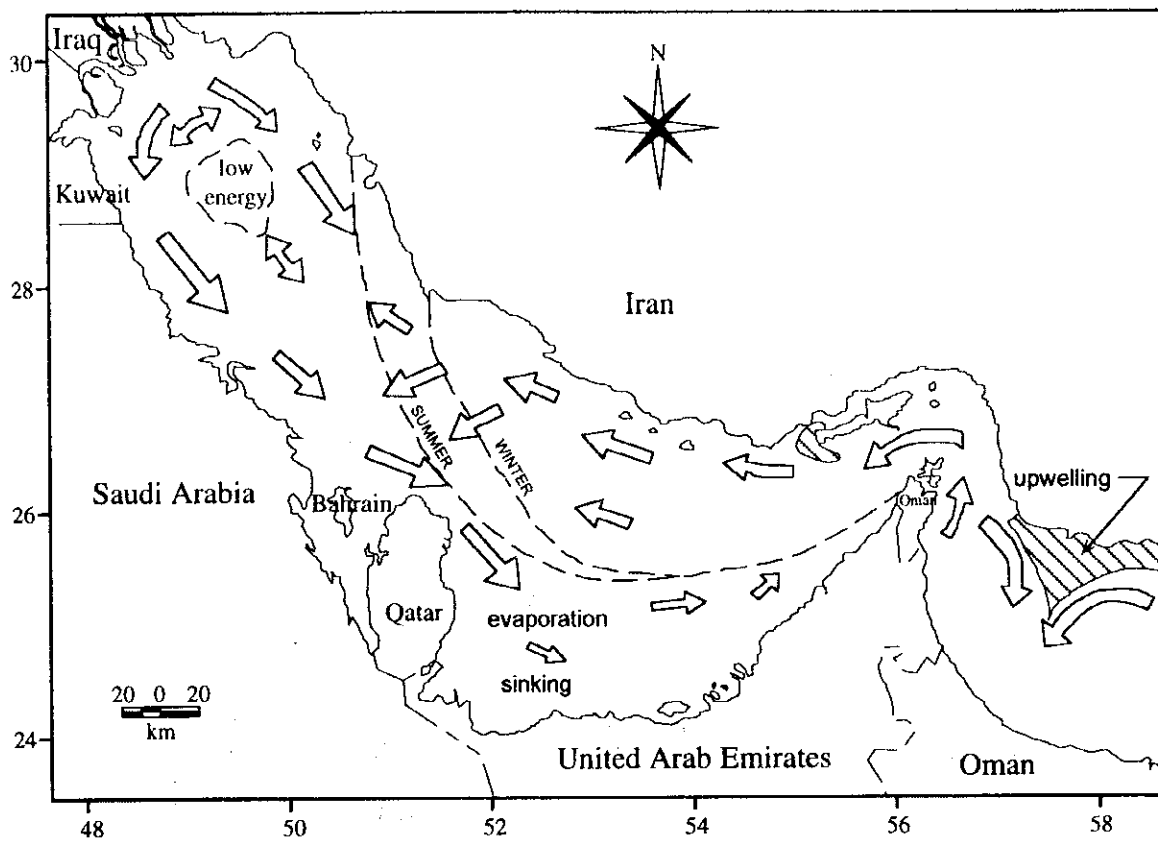 Iraq
N
30
low
energy
Kuwait
28
Iran
SUMMER
WINTER
Saudi Arabia
Bahrain
Oman
upwelling
26
Qatar
evaporation
sinking
20 0 20
km
24
United Arab Emirates
Oman
48 50 52 54 56 58